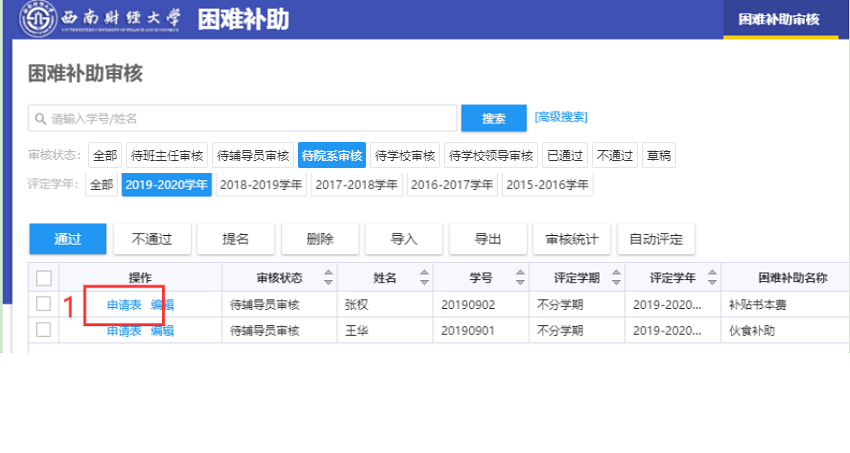 西南财经大学 困难补助 困难补助审核
SOUTHWESTERN UNIVERSITY OF FINANCE AND ECONOMICS
困难补助审核
请输入学号/姓名 搜索 [高级搜索]
审核状态: 全部 待班主任审核 待辅导员审核 待院系审核 待学校审核 待学校领导审核 已通过 不通过 草稿
评定学年: 全部 2019-2020学年 2018-2019学年 2017-2018学年 2016-2017学年 2015-2016学年
通过 不通过 提名 删除 导入 导出 审核统计 自动评定
操作 审核状态 姓名 学号 评定学期 评定学年 困难补助名称
1 申请表 编辑 待辅导员审核 张权 20190902 不分学期 2019-2020... 补贴书本费
申请表 编辑 待辅导员审核 王华 20190901 不分学期 2019-2020... 伙食补助